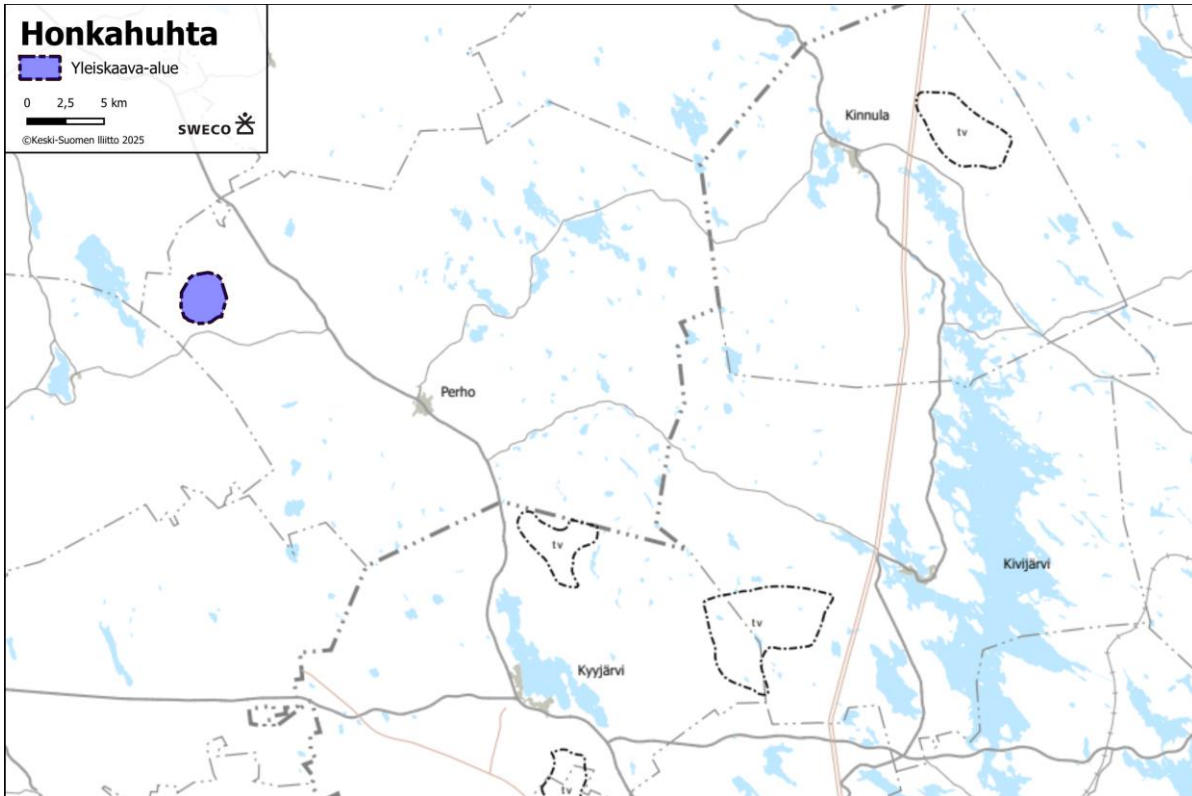 Honkahuhta
Yleiskaava-alue
0 2,5 5 km
SWECO
©Keski-Suomen lliitto 2025
Kinnula
tv
Perho
tv
Kivijärvi
tv
Kyyjärvi
tv